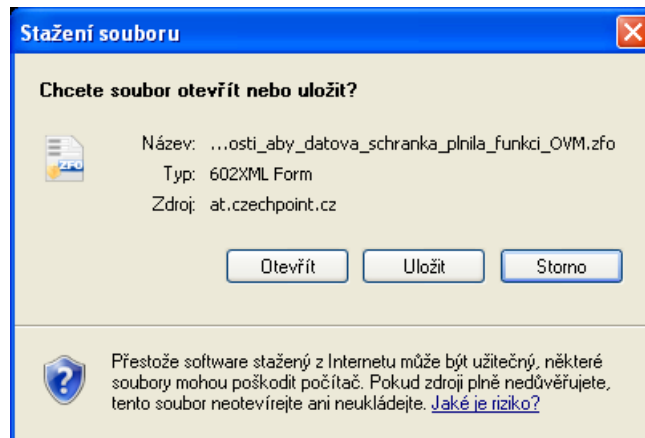 Stažení souboru
Chcete soubor otevřít nebo uložit?
ZFO
Název: ...osti_aby_datova_schranka_plnila_funkci_OVM.zfo
Typ: 602XML Form
Zdroj: at.czechpoint.cz
Otevřít Uložit Storno
Přestože software stažený z Internetu může být užitečný, některé
soubory mohou poškodit počítač. Pokud zdroji plně nedůvěřujete,
tento soubor neotevírejte ani neukládejte. Jaké je riziko?